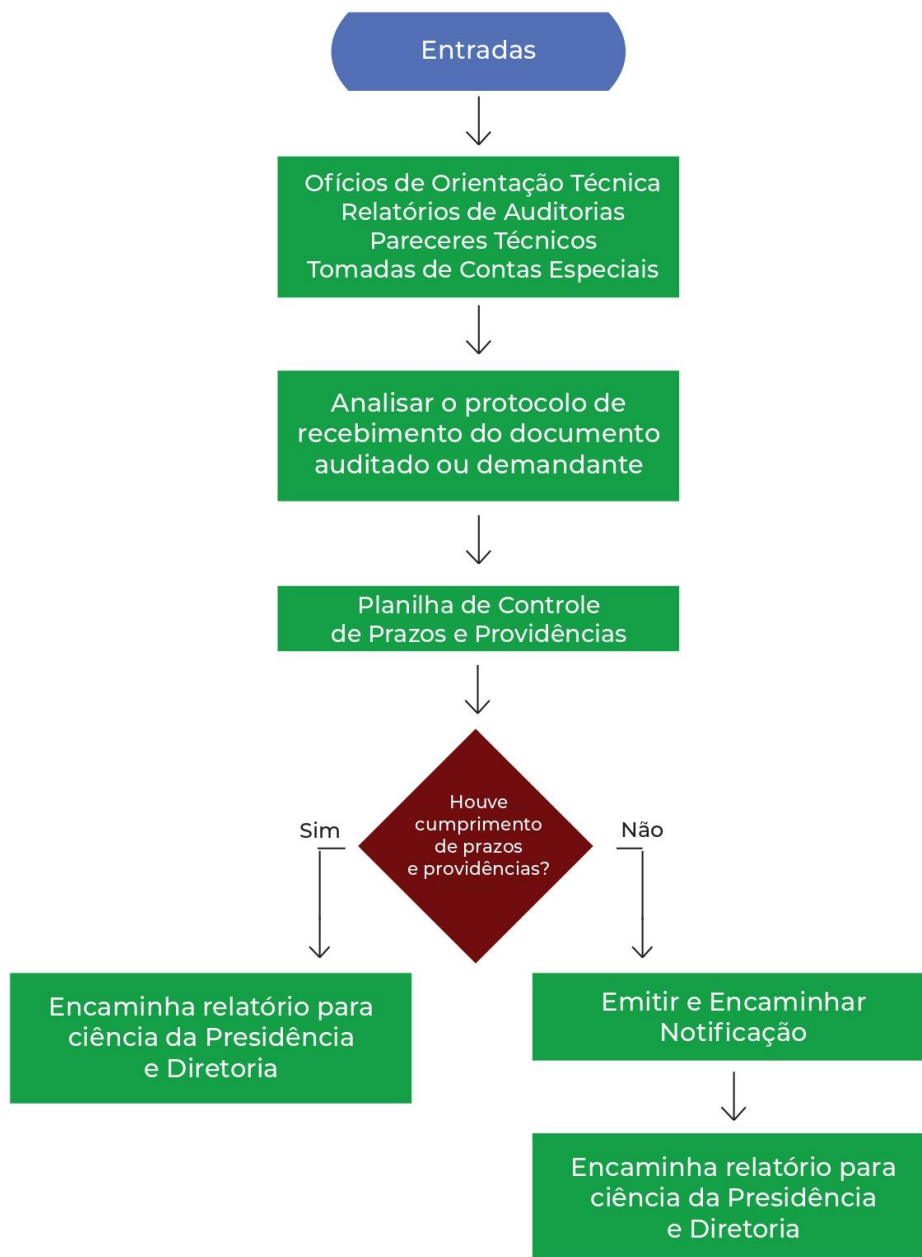 Entradas
Ofícios de Orientação Técnica
Relatórios de Auditorias
Pareceres Técnicos
Tomadas de Contas Especiais
Analisar o protocolo de
recebimento do documento
auditado ou demandante
Planilha de Controle
de Prazos e Providências
Houve
cumprimento
de prazos
e providências?
Sim
Não
Encaminha relatório para
ciência da Presidência
e Diretoria
Emitir e Encaminhar
Notificação
Encaminha relatório para
ciência da Presidência
e Diretoria